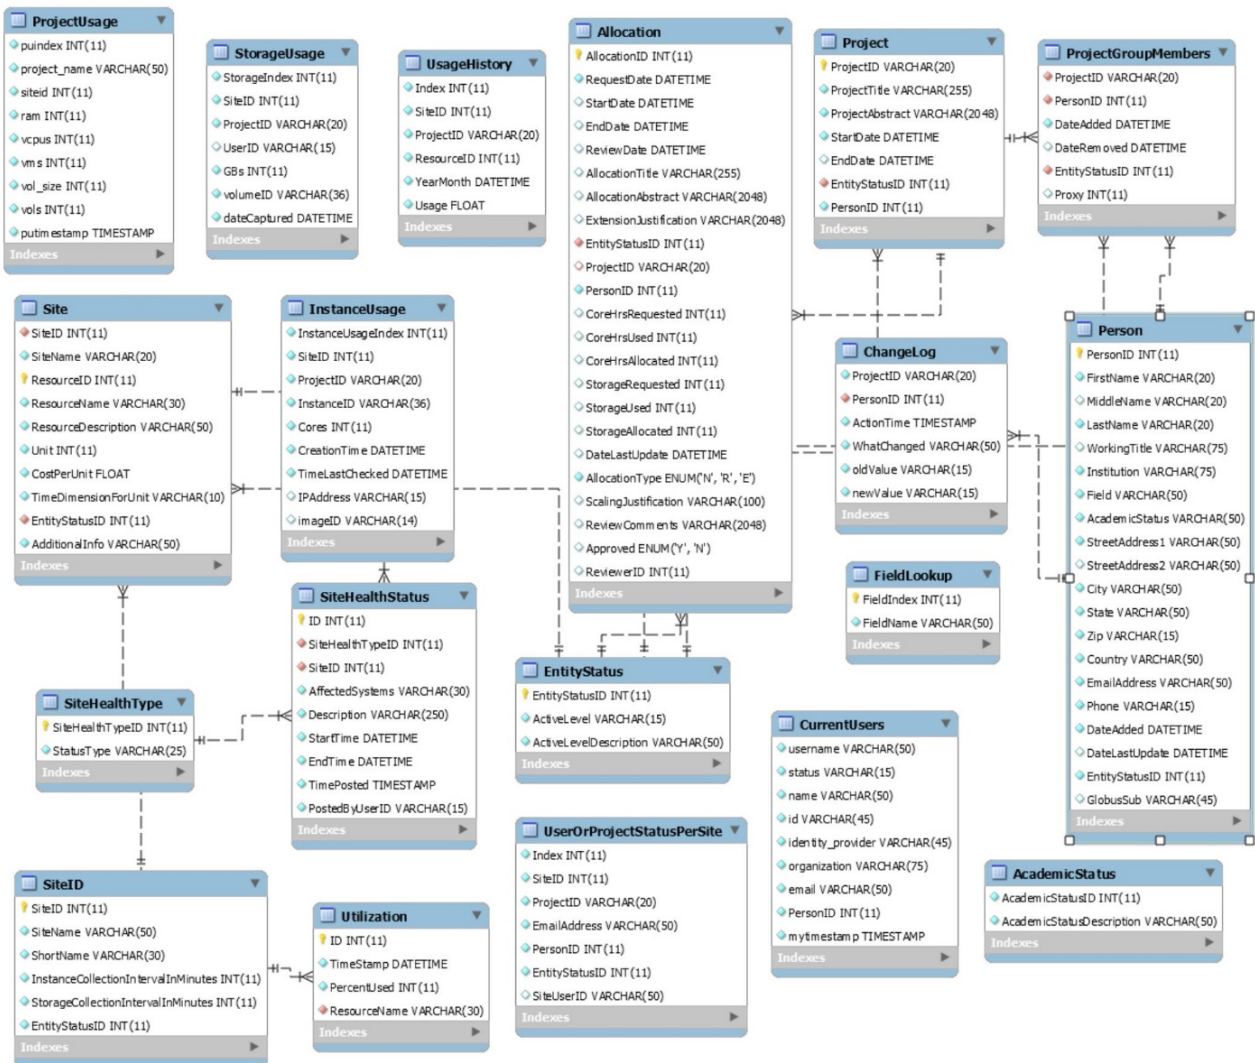 ProjectUsage
puindex INT(11)
project_name VARCHAR(50)
siteid INT(11)
ram INT(11)
vcpus INT(11)
vms INT(11)
vol_size INT(11)
vols INT(11)
putimestamp TIMESTAMP
Indexes
StorageUsage
StorageIndex INT(11)
SiteID INT(11)
ProjectID VARCHAR(20)
UserID VARCHAR(15)
GBs INT(11)
volumeID VARCHAR(36)
dateCaptured DATETIME
Indexes
UsageHistory
Index INT(11)
SiteID INT(11)
ProjectID VARCHAR(20)
ResourceID INT(11)
YearMonth DATETIME
Usage FLOAT
Indexes
Allocation
AllocationID INT(11)
RequestDate DATETIME
StartDate DATETIME
EndDate DATETIME
ReviewDate DATETIME
AllocationTitle VARCHAR(255)
AllocationAbstract VARCHAR(2048)
ExtensionJustification VARCHAR(2048)
EntityStatusID INT(11)
ProjectID VARCHAR(20)
PersonID INT(11)
CoreHrsRequested INT(11)
CoreHrsUsed INT(11)
CoreHrsAllocated INT(11)
StorageRequested INT(11)
StorageUsed INT(11)
StorageAllocated INT(11)
DateLastUpdate DATETIME
AllocationType ENUM('N', 'R', 'E')
ScalingJustification VARCHAR(100)
ReviewComments VARCHAR(2048)
Approved ENUM('Y', 'N')
ReviewerID INT(11)
Indexes
Project
ProjectID VARCHAR(20)
ProjectTitle VARCHAR(255)
ProjectAbstract VARCHAR(2048)
StartDate DATETIME
EndDate DATETIME
EntityStatusID INT(11)
PersonID INT(11)
Indexes
ProjectGroupMembers
ProjectID VARCHAR(20)
PersonID INT(11)
DateAdded DATETIME
DateRemoved DATETIME
EntityStatusID INT(11)
Proxy INT(11)
Indexes
Site
SiteID INT(11)
SiteName VARCHAR(20)
ResourceID INT(11)
ResourceName VARCHAR(30)
ResourceDescription VARCHAR(50)
Unit INT(11)
CostPerUnit FLOAT
TimeDimensionForUnit VARCHAR(10)
EntityStatusID INT(11)
AdditionalInfo VARCHAR(50)
Indexes
InstanceUsage
InstanceUsageIndex INT(11)
SiteID INT(11)
ProjectID VARCHAR(20)
InstanceID VARCHAR(36)
Cores INT(11)
CreationTime DATETIME
TimeLastChecked DATETIME
IPAddress VARCHAR(15)
imageID VARCHAR(14)
Indexes
ChangeLog
ProjectID VARCHAR(20)
PersonID INT(11)
ActionTime TIMESTAMP
WhatChanged VARCHAR(50)
oldValue VARCHAR(15)
newValue VARCHAR(15)
Indexes
Person
PersonID INT(11)
FirstName VARCHAR(20)
MiddleName VARCHAR(20)
LastName VARCHAR(20)
WorkingTitle VARCHAR(75)
Institution VARCHAR(75)
Field VARCHAR(50)
AcademicStatus VARCHAR(50)
StreetAddress1 VARCHAR(50)
StreetAddress2 VARCHAR(50)
City VARCHAR(50)
State VARCHAR(50)
Zip VARCHAR(15)
Country VARCHAR(50)
EmailAddress VARCHAR(50)
Phone VARCHAR(15)
DateAdded DATETIME
DateLastUpdate DATETIME
EntityStatusID INT(11)
GlobusSub VARCHAR(45)
Indexes
FieldLookup
FieldIndex INT(11)
FieldName VARCHAR(50)
Indexes
SiteHealthStatus
ID INT(11)
SiteHealthTypeID INT(11)
SiteID INT(11)
AffectedSystems VARCHAR(30)
Description VARCHAR(250)
StartTime DATETIME
EndTime DATETIME
TimePosted TIMESTAMP
PostedByUserID VARCHAR(15)
Indexes
SiteHealthType
SiteHealthTypeID INT(11)
StatusType VARCHAR(25)
Indexes
EntityStatus
EntityStatusID INT(11)
ActiveLevel VARCHAR(15)
ActiveLevelDescription VARCHAR(50)
Indexes
CurrentUsers
username VARCHAR(50)
status VARCHAR(15)
name VARCHAR(50)
id VARCHAR(45)
identity_provider VARCHAR(45)
organization VARCHAR(75)
email VARCHAR(50)
PersonID INT(11)
mytimestamp TIMESTAMP
Indexes
UserOrProjectStatusPerSite
Index INT(11)
SiteID INT(11)
ProjectID VARCHAR(20)
EmailAddress VARCHAR(50)
PersonID INT(11)
EntityStatusID INT(11)
SiteUserID VARCHAR(50)
Indexes
AcademicStatus
AcademicStatusID INT(11)
AcademicStatusDescription VARCHAR(50)
Indexes
SiteID
SiteID INT(11)
SiteName VARCHAR(50)
ShortName VARCHAR(30)
InstanceCollectionIntervalInMinutes INT(11)
StorageCollectionIntervalInMinutes INT(11)
EntityStatusID INT(11)
Indexes
Utilization
ID INT(11)
TimeStamp DATETIME
PercentUsed INT(11)
ResourceName VARCHAR(30)
Indexes